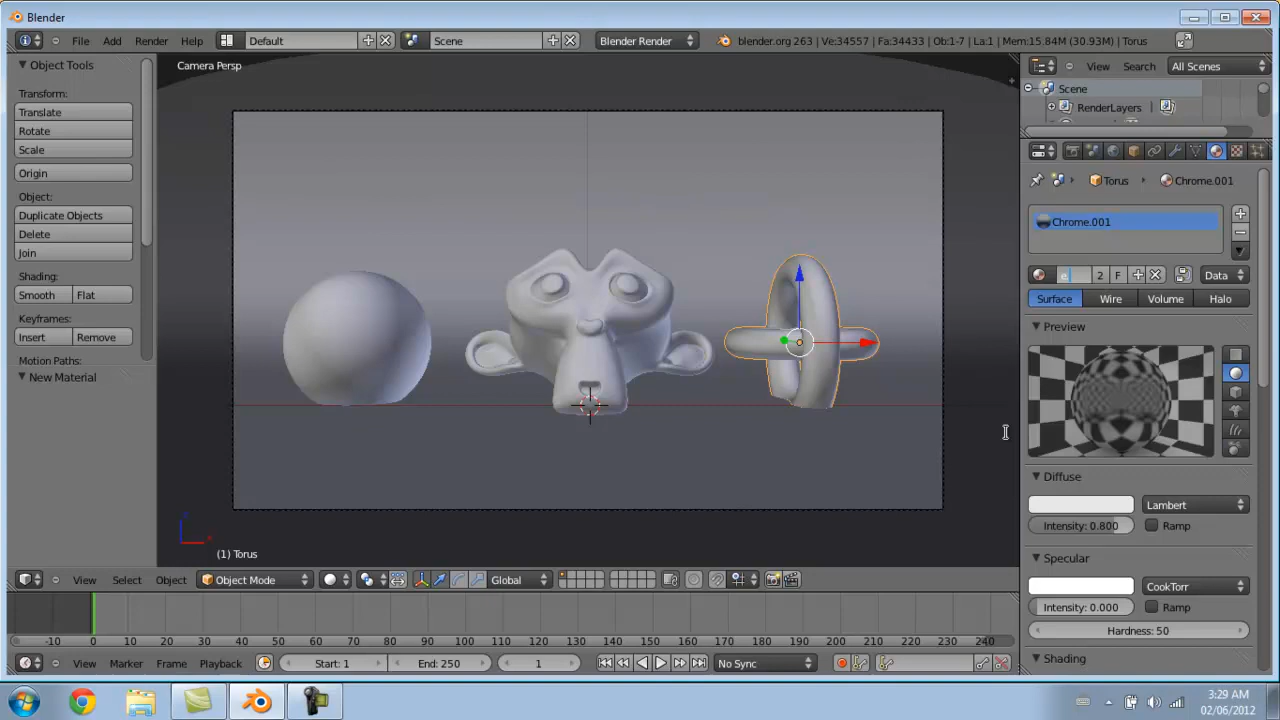 Blender
File Add Render Help Default Scene Blender Render blender.org 263 | Ve:34557 | Fa:34433 | Ob:1-7 | La:1 | Mem:15.84M (30.93M) | Torus
Object Tools
Transform:
Translate
Rotate
Scale
Origin
Object:
Duplicate Objects
Delete
Join
Shading:
Smooth Flat
Keyframes:
Insert Remove
Motion Paths:
New Material
Camera Persp
(1) Torus
View Search All Scenes
Scene
RenderLayers |
Torus Chrome.001
Chrome.001
e 2 F Data
Surface Wire Volume Halo
Preview
Diffuse
Lambert
Intensity: 0.800 Ramp
Specular
CookTorr
Intensity: 0.000 Ramp
Hardness: 50
Shading
View Select Object Object Mode Global
-10 0 10 20 30 40 50 60 70 80 90 100 110 120 130 140 150 160 170 180 190 200 210 220 230 240
View Marker Frame Playback Start: 1 End: 250 1 No Sync
3:29 AM
02/06/2012